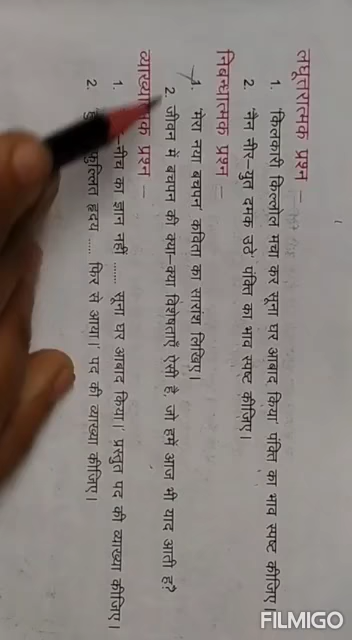 लघुत्तरात्मक प्रश्न –
1. 'किलकारी किल्लोल मचा कर सूना घर आबाद किया' पंक्ति का भाव स्पष्ट कीजिए।
2. 'नैन नीर-युत दमक उठे' पंक्ति का भाव स्पष्ट कीजिए।
निबन्धात्मक प्रश्न –
1. 'मेरा नया बचपन' कविता का सारांश लिखिए।
2. जीवन में बचपन की क्या-क्या विशेषताएँ ऐसी है, जो हमें आज भी याद आती है?
व्याख्यात्मक प्रश्न –
1. -नीच का ज्ञान नहीं ...... सूना घर आबाद किया।' प्रस्तुत पद की व्याख्या कीजिए।
2. हृदय ..... फिर से आया।' पद की व्याख्या कीजिए।
FILMIGO